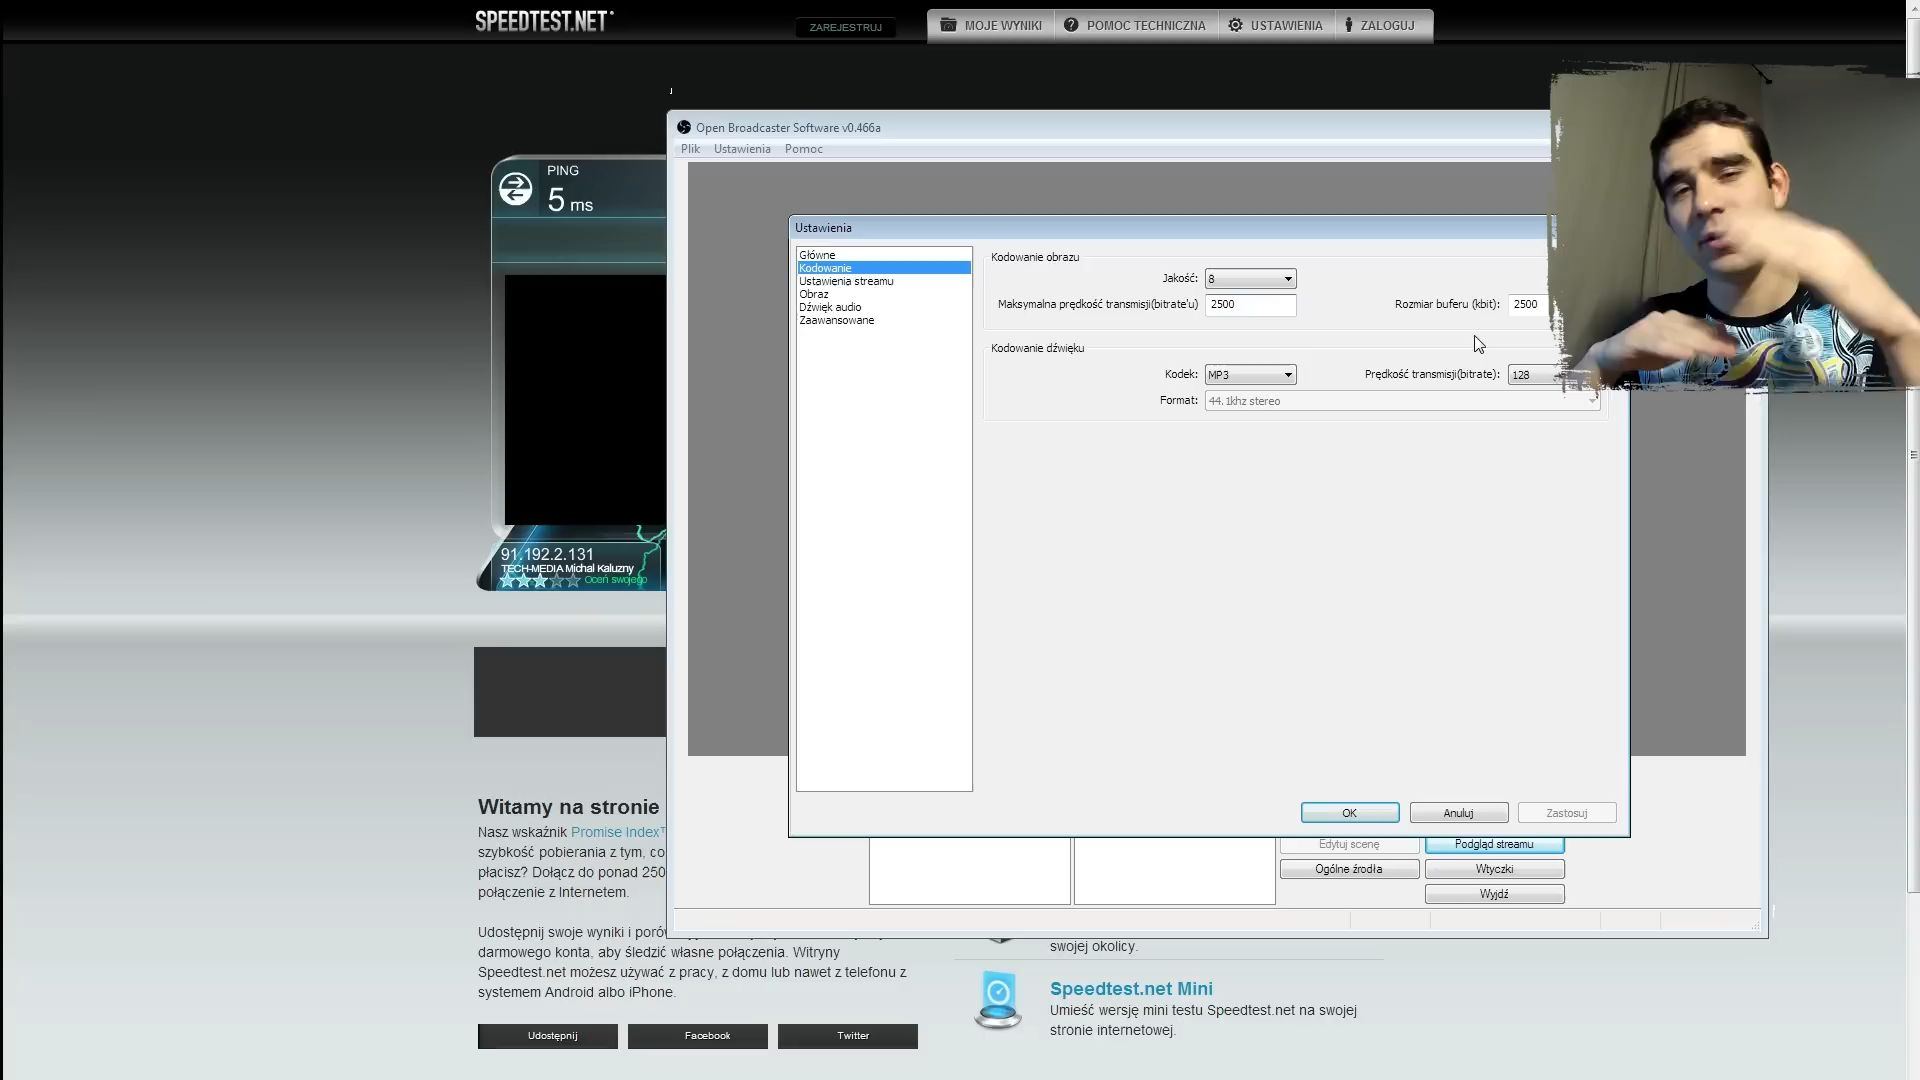 SPEEDTEST.NET
ZAREJESTRUJ
MOJE WYNIKI
POMOC TECHNICZNA
USTAWIENIA
ZALOGUJ
PING
5 ms
Open Broadcaster Software v0.466a
Plik Ustawienia Pomoc
Ustawienia
Główne
Kodowanie
Ustawienia streamu
Obraz
Dźwięk audio
Zaawansowane
Kodowanie obrazu
Jakość: 8
Maksymalna prędkość transmisji(bitrate'u) 2500
Rozmiar buferu (kbit): 2500
Kodowanie dźwięku
Kodek: MP3
Prędkość transmisji(bitrate): 128
Format: 44.1khz stereo
OK
Anuluj
Zastosuj
Edytuj scenę
Podgląd streamu
Ogólne źródła
Wtyczki
Wyjdź
91.192.2.131
TECH-MEDIA Michal Kaluzny
Oceń swojego
Witamy na stronie
Nasz wskaźnik Promise Index
szybkość pobierania z tym, co
płacisz? Dołącz do ponad 250
połączenie z Internetem.
Udostępnij swoje wyniki i
darmowego konta, aby śledzić własne połączenia. Witryny
Speedtest.net możesz używać z pracy, z domu lub nawet z telefonu z
systemem Android albo iPhone.
Udostępnij
Facebook
Twitter
swojej okolicy.
Speedtest.net Mini
Umieść wersję mini testu Speedtest.net na swojej
stronie internetowej.